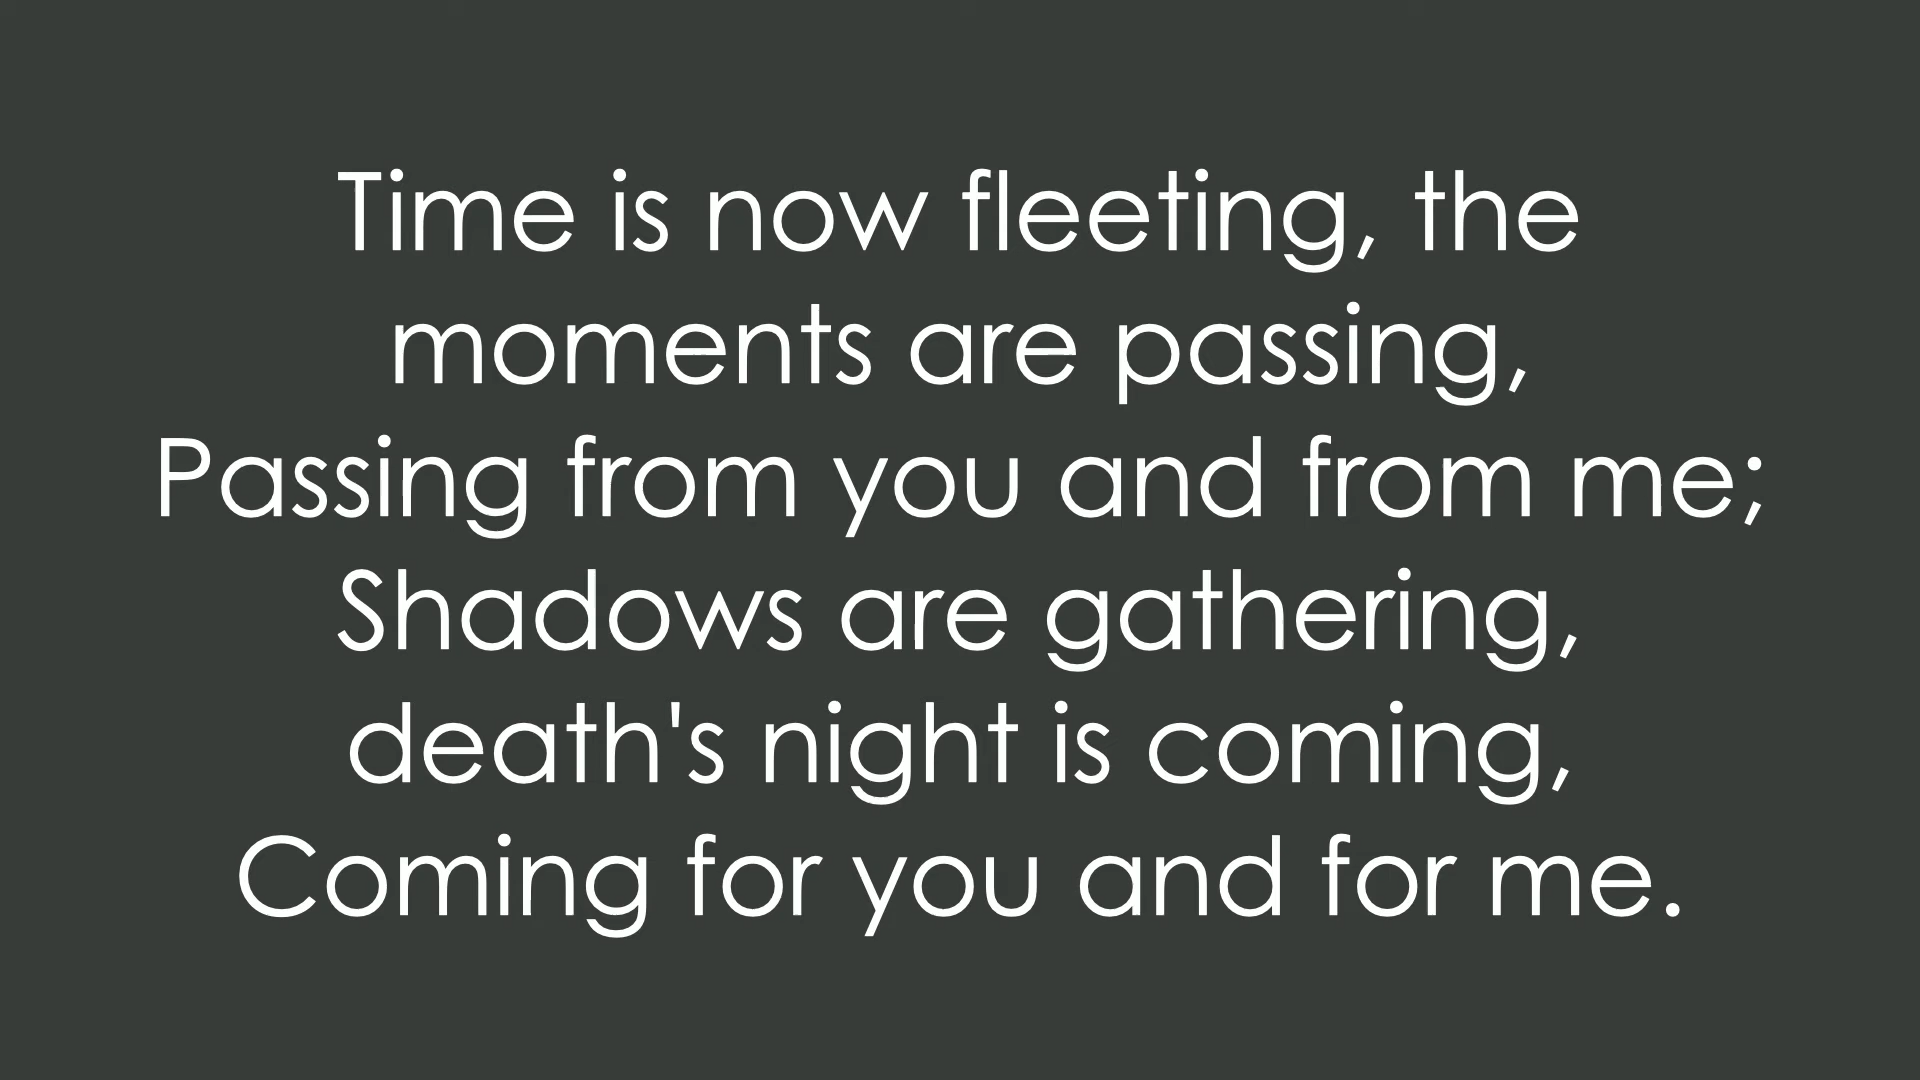 Time is now fleeting, the
moments are passing,
Passing from you and from me;
Shadows are gathering,
death's night is coming,
Coming for you and for me.